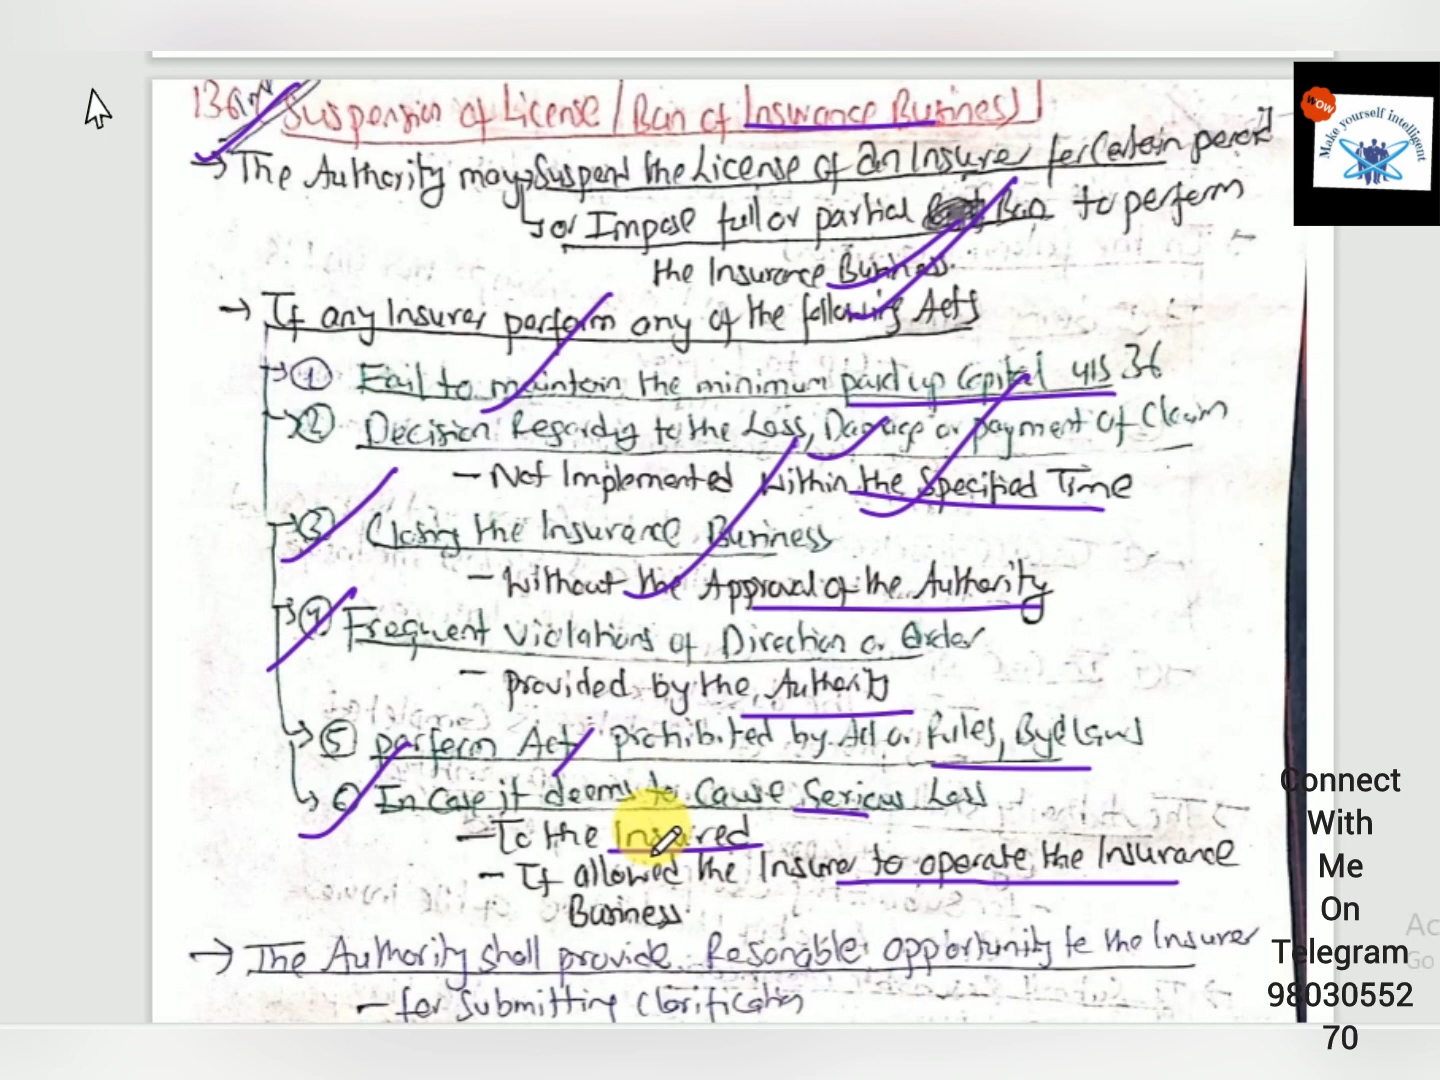 Suspension of License / Ban of Insurance Business
→ The Authority may → Suspend the License of an Insurer for Certain period
→ or Impose full or partial Ban to perform
the Insurance Business.
→ If any Insurer perform any of the following Acts
→ ① Fail to maintain the minimum paid up Capital u/s 36
→ ② Decision Regarding to the Loss, Damage or payment of Claim
- Not Implemented Within the Specified Time
→ ③ Closing the Insurance Business
- Without the Approval of the Authority
→ ④ Frequent Violations of Direction or Order
- provided by the Authority
→ ⑤ perform Act prohibited by Act or Rules, Byelaws
→ ⑥ In Case it deems to Cause Serious Loss
- To the Insured
- If allowed the Insurer to operate the Insurance
Business.
→ The Authority shall provide Resonable opportunity to the Insurer
- for Submitting Clarification
WOW
Make yourself intelligent
Connect
With
Me
On
Telegram
98030552
70
Ac
Go